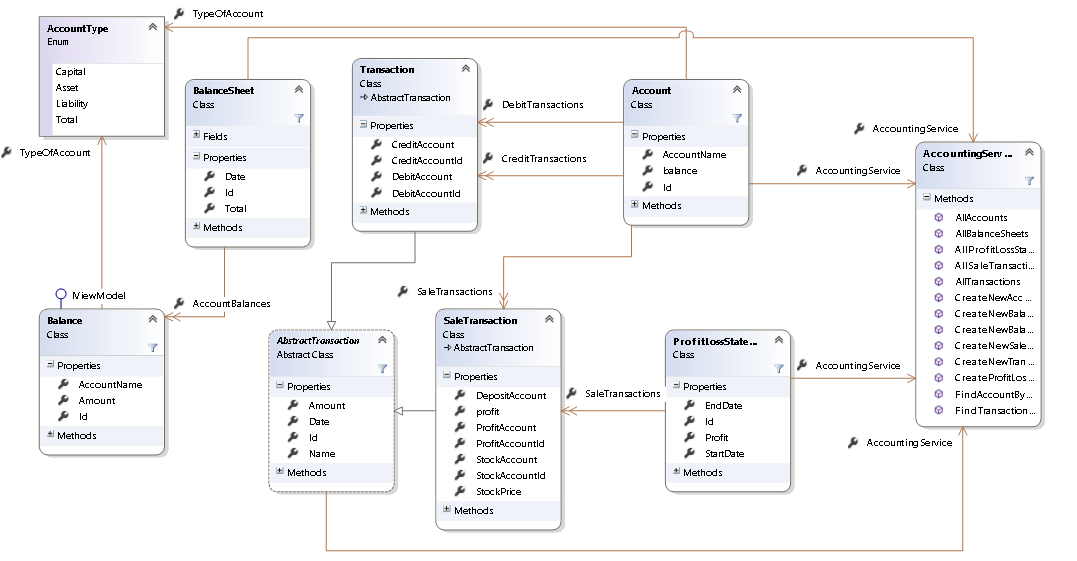 TypeOfAccount
AccountType
Enum
Capital
Asset
Liability
Total
TypeOfAccount
BalanceSheet
Class
Fields
Properties
Date
Id
Total
Methods
Transaction
Class
AbstractTransaction
Properties
CreditAccount
CreditAccountId
DebitAccount
DebitAccountId
Methods
DebitTransactions
CreditTransactions
Account
Class
Properties
AccountName
balance
Id
Methods
AccountingService
AccountingService
AccountingServ...
Class
Methods
AllAccounts
AllBalanceSheets
AllProfitLossSta...
AllSaleTransacti...
AllTransactions
CreateNewAcc...
CreateNewBala...
CreateNewBala...
CreateNewSale...
CreateNewTran...
CreateProfitLos...
FindAccountBy...
FindTransaction...
IViewModel
AccountBalances
Balance
Class
Properties
AccountName
Amount
Id
Methods
AbstractTransaction
Abstract Class
Properties
Amount
Date
Id
Name
Methods
SaleTransactions
SaleTransaction
Class
AbstractTransaction
Properties
DepositAccount
profit
ProfitAccount
ProfitAccountId
StockAccount
StockAccountId
StockPrice
Methods
SaleTransactions
ProfitLossState...
Class
Properties
EndDate
Id
Profit
StartDate
Methods
AccountingService
AccountingService